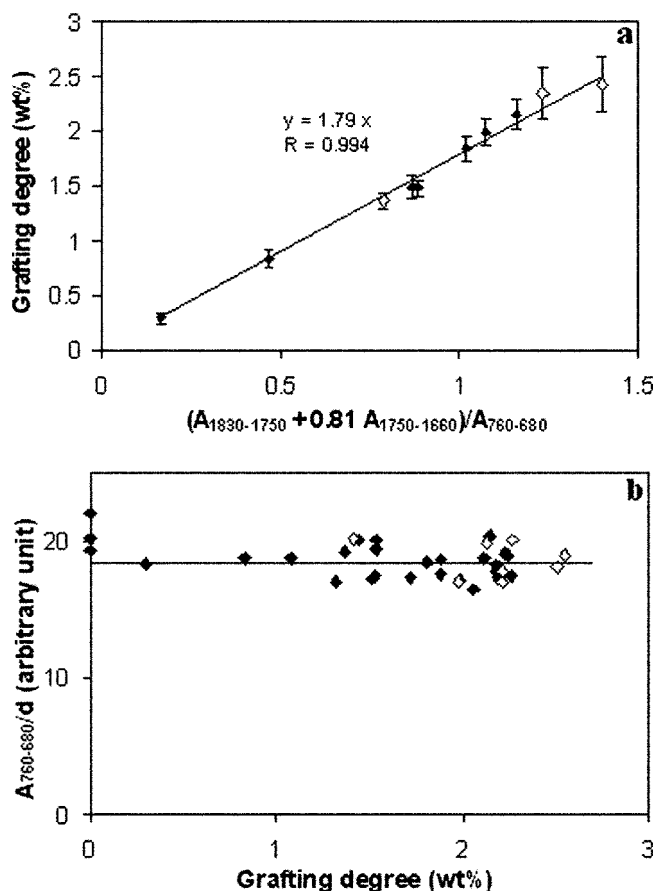 a
Grafting degree (wt%)
3
2.5
2
1.5
1
0.5
0
y = 1.79 x
R = 0.994
0 0.5 1 1.5
(A1830-1750 +0.81 A1750-1660)/A760-680
b
A760-680/d (arbitrary unit)
20
10
0
0 1 2 3
Grafting degree (wt%)